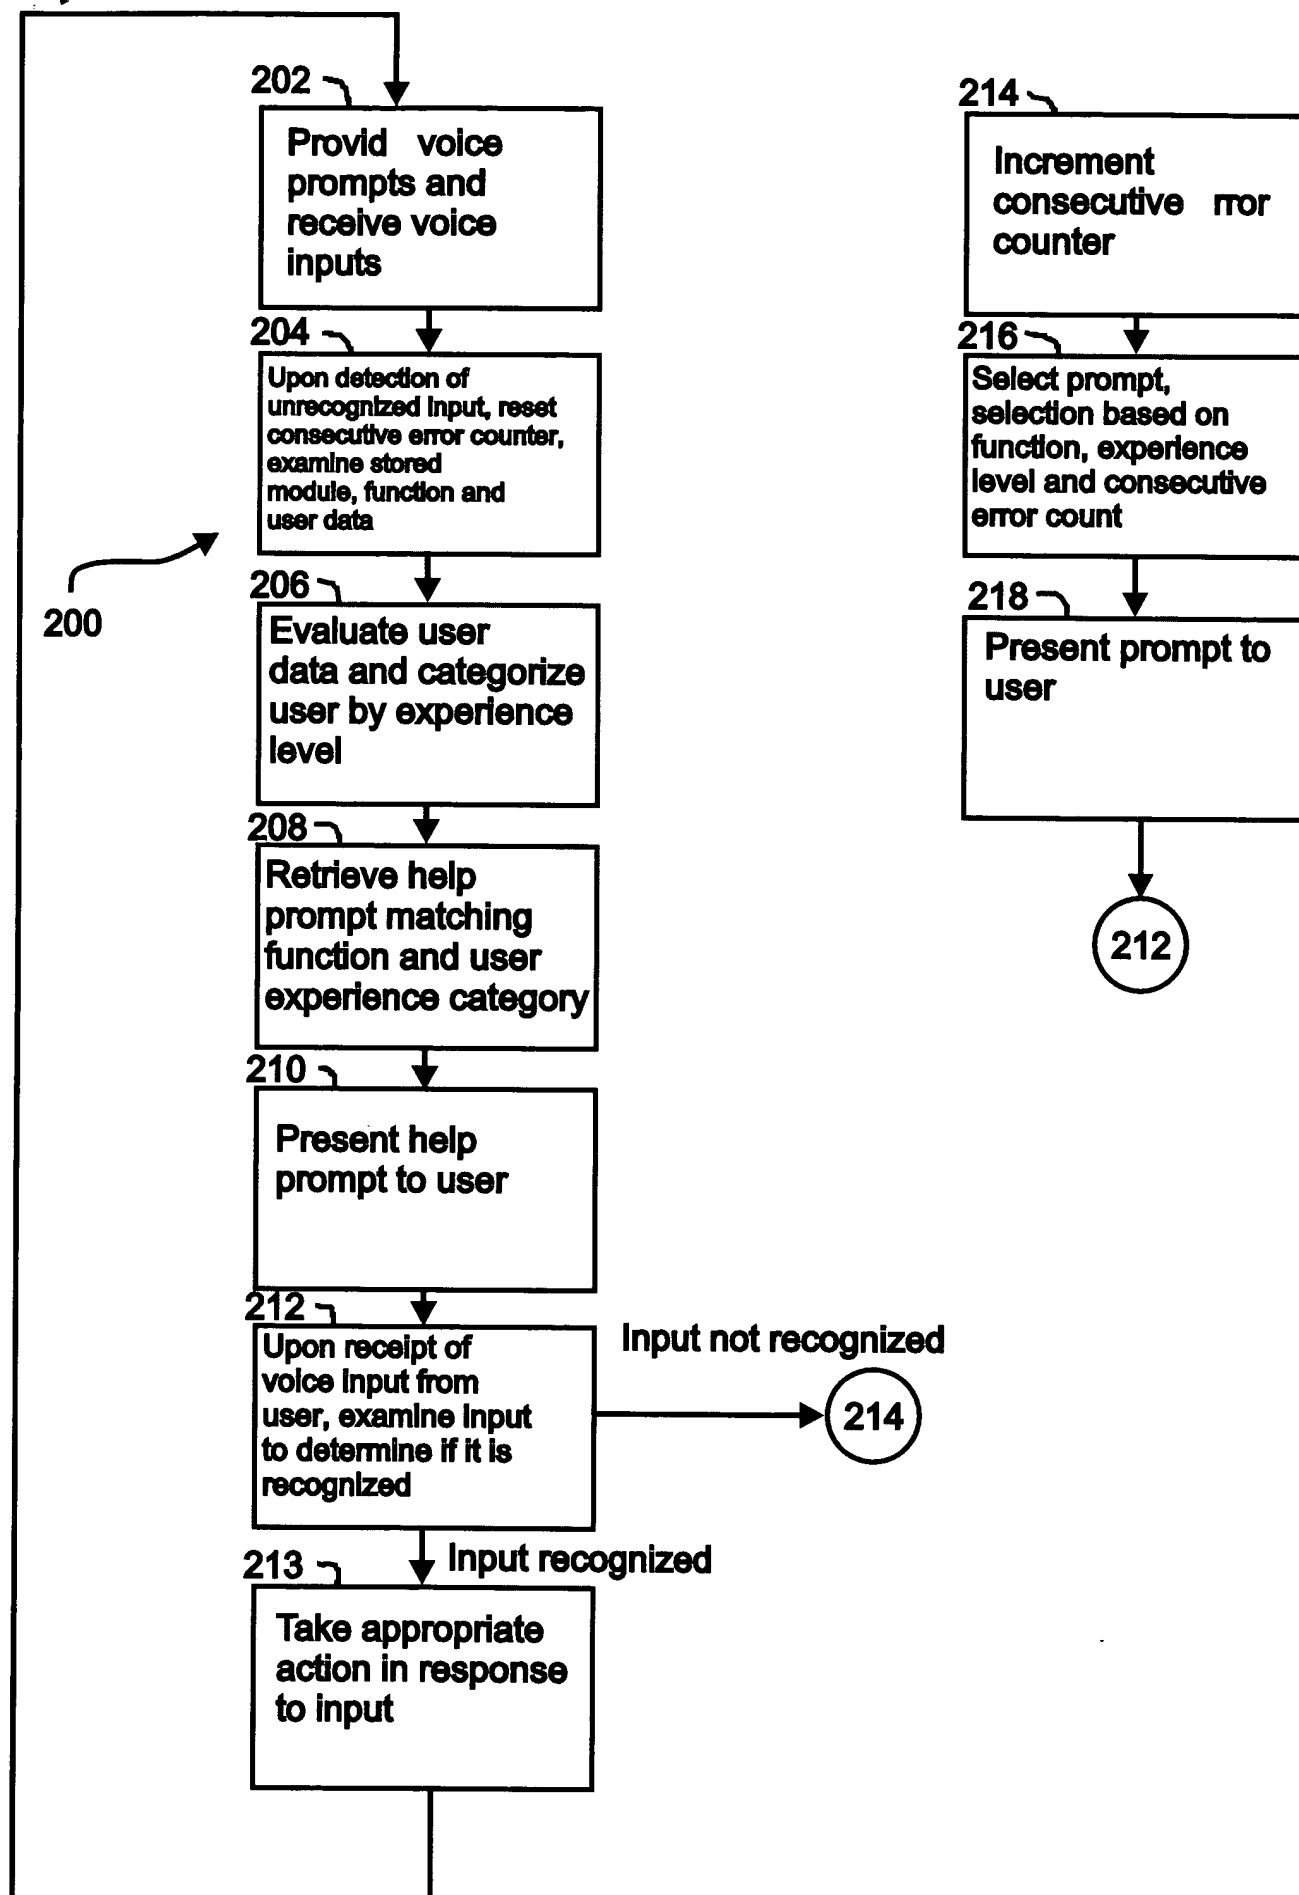 202
Provid voice
prompts and
receive voice
inputs
204
Upon detection of
unrecognized input, reset
consecutive error counter,
examine stored
module, function and
user data
200
206
Evaluate user
data and categorize
user by experience
level
208
Retrieve help
prompt matching
function and user
experience category
210
Present help
prompt to user
212
Upon receipt of
voice input from
user, examine input
to determine if it is
recognized
Input not recognized
214
Input recognized
213
Take appropriate
action in response
to input
214
Increment
consecutive rror
counter
216
Select prompt,
selection based on
function, experience
level and consecutive
error count
218
Present prompt to
user
212